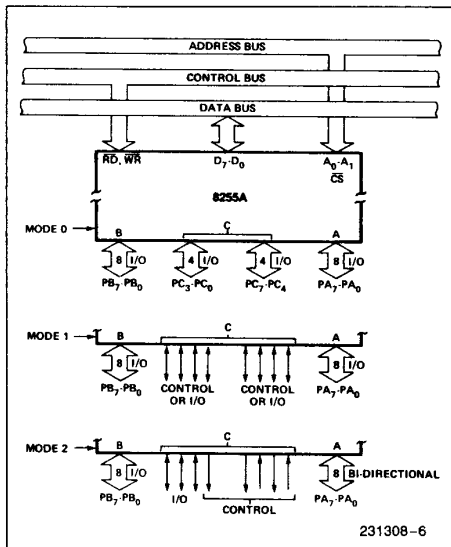 ADDRESS BUS
CONTROL BUS
DATA BUS
RD, WR D7-D0 A0-A1
CS
8255A
MODE 0 B C A
8 I/O 4 I/O 4 I/O 8 I/O
PB7-PB0 PC3-PC0 PC7-PC4 PA7-PA0
MODE 1 B C A
8 I/O 8 I/O
PB7-PB0 CONTROL OR I/O CONTROL OR I/O PA7-PA0
MODE 2 B C A
8 I/O 8 BI-DIRECTIONAL
PB7-PB0 I/O CONTROL PA7-PA0
231308-6